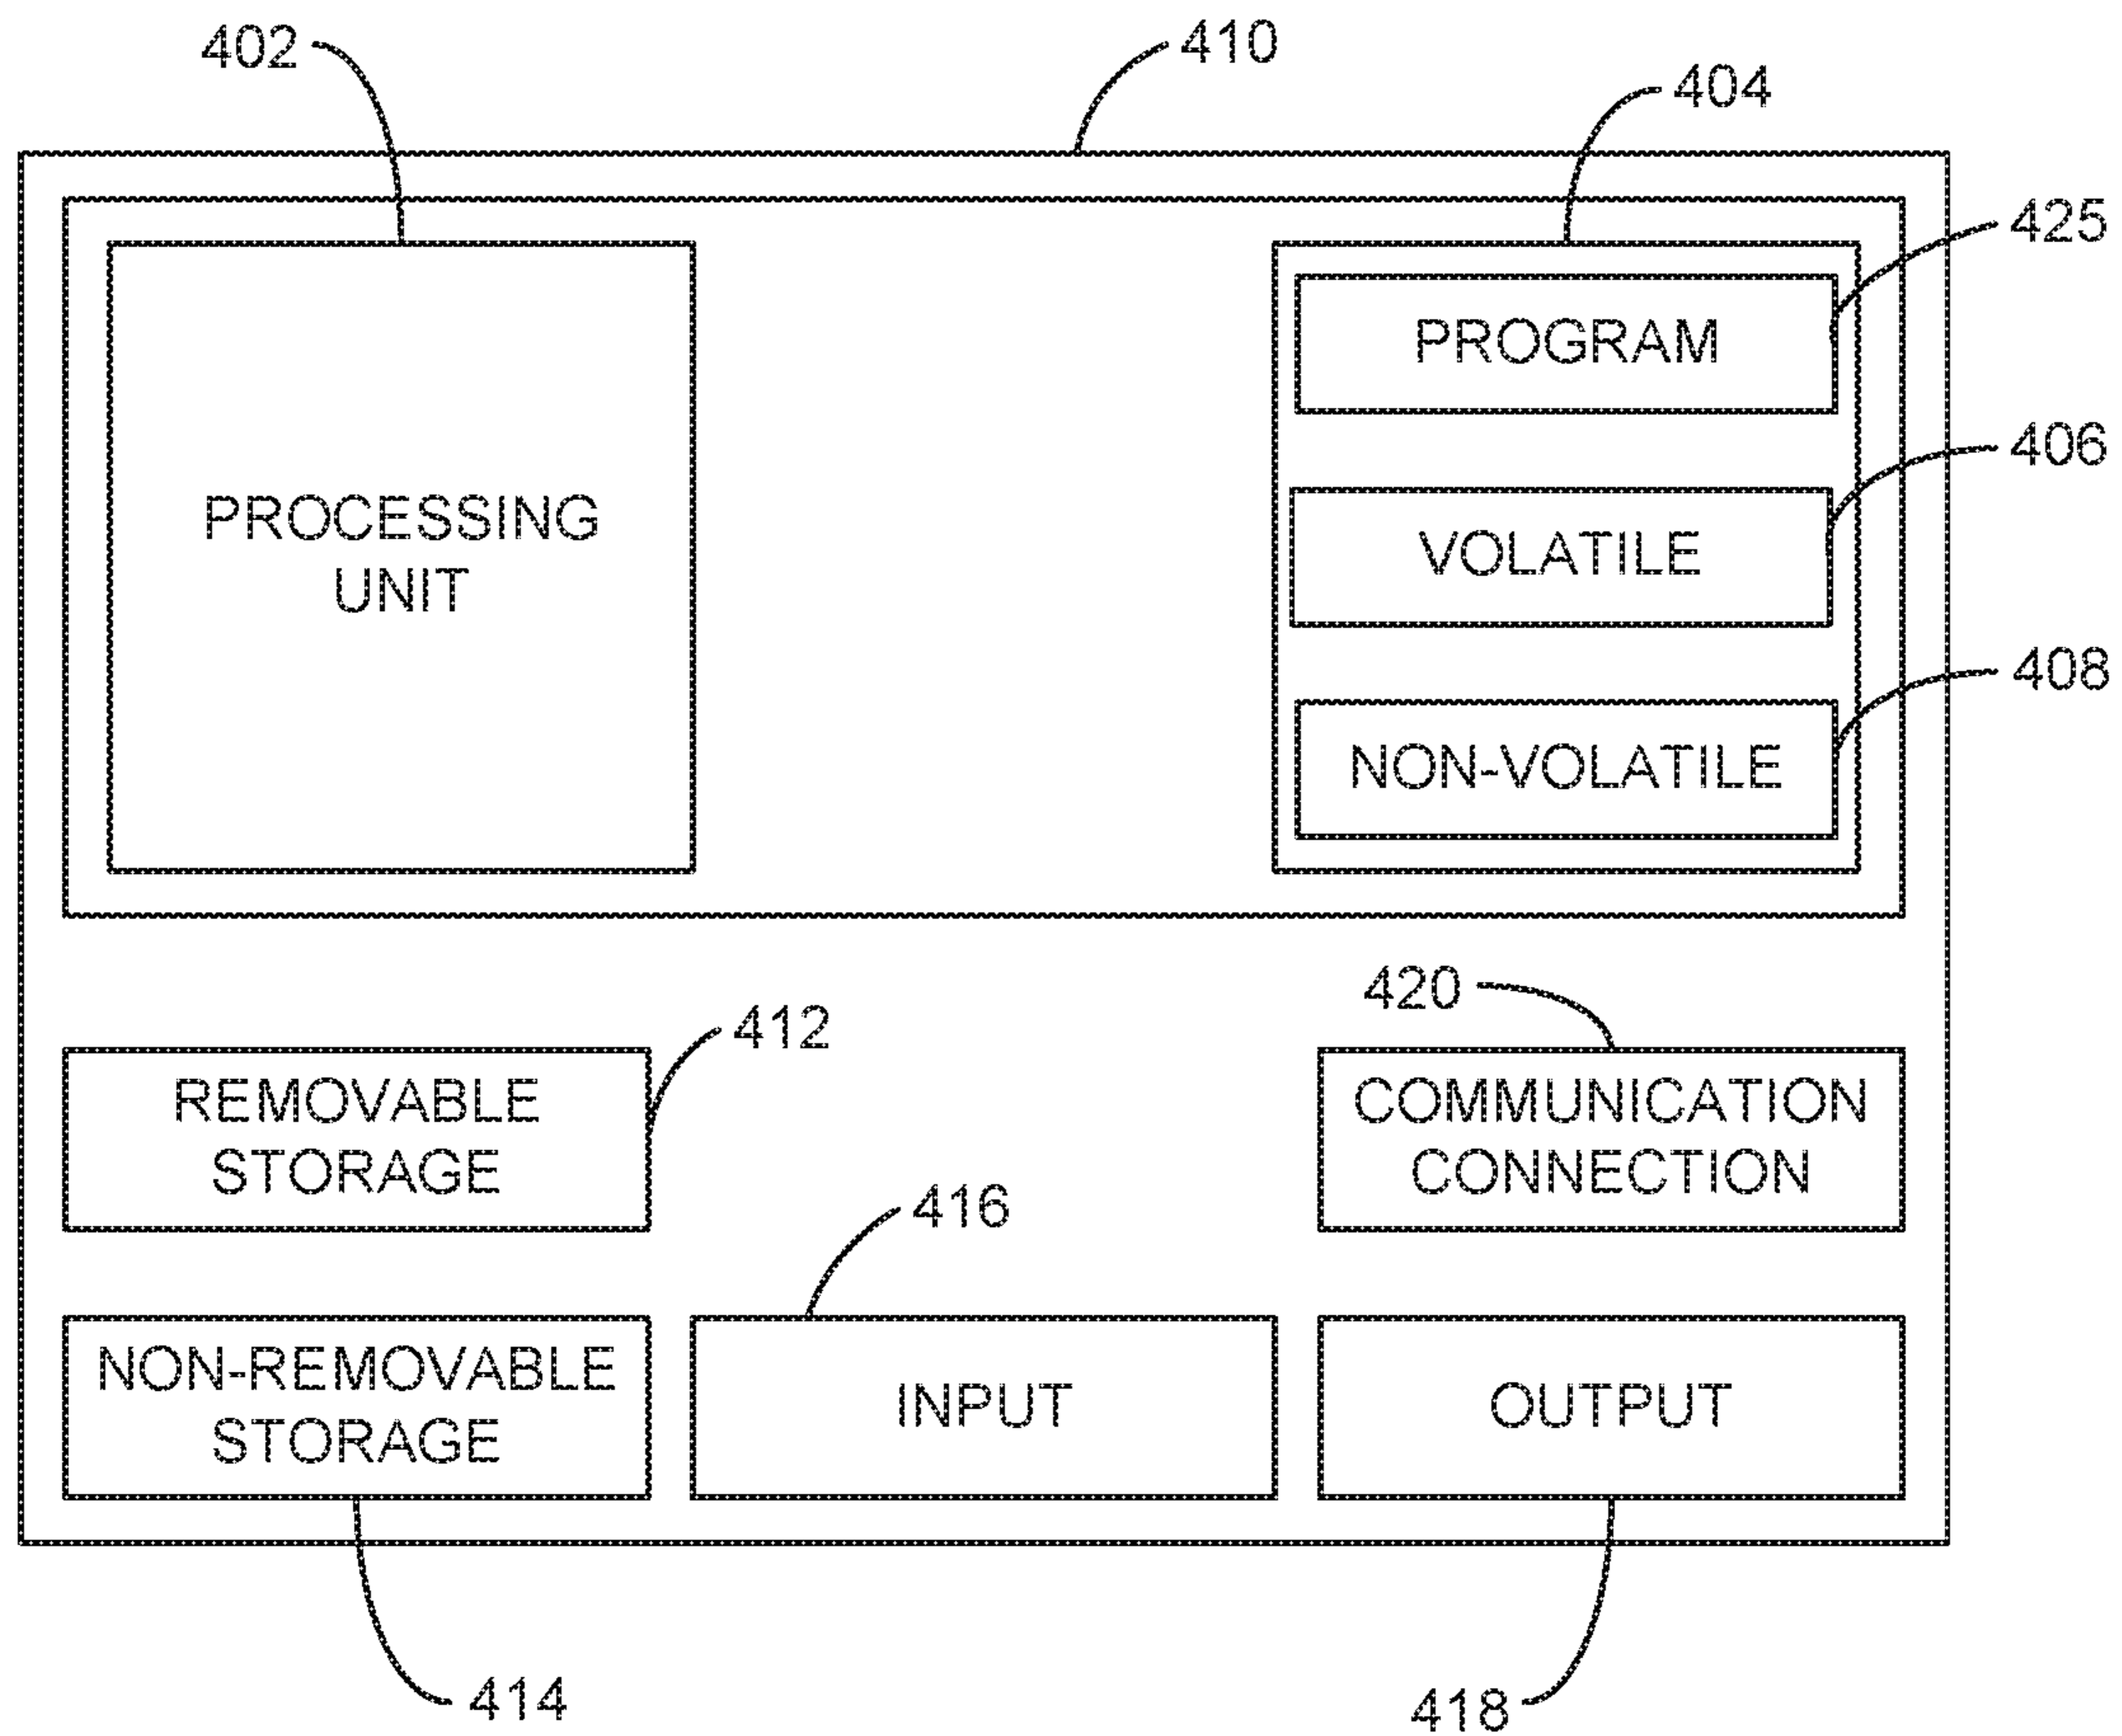 402
410
404
425
PROGRAM
406
PROCESSING
UNIT
VOLATILE
408
NON-VOLATILE
420
412
REMOVABLE
STORAGE
COMMUNICATION
CONNECTION
416
NON-REMOVABLE
STORAGE
INPUT
OUTPUT
414
418